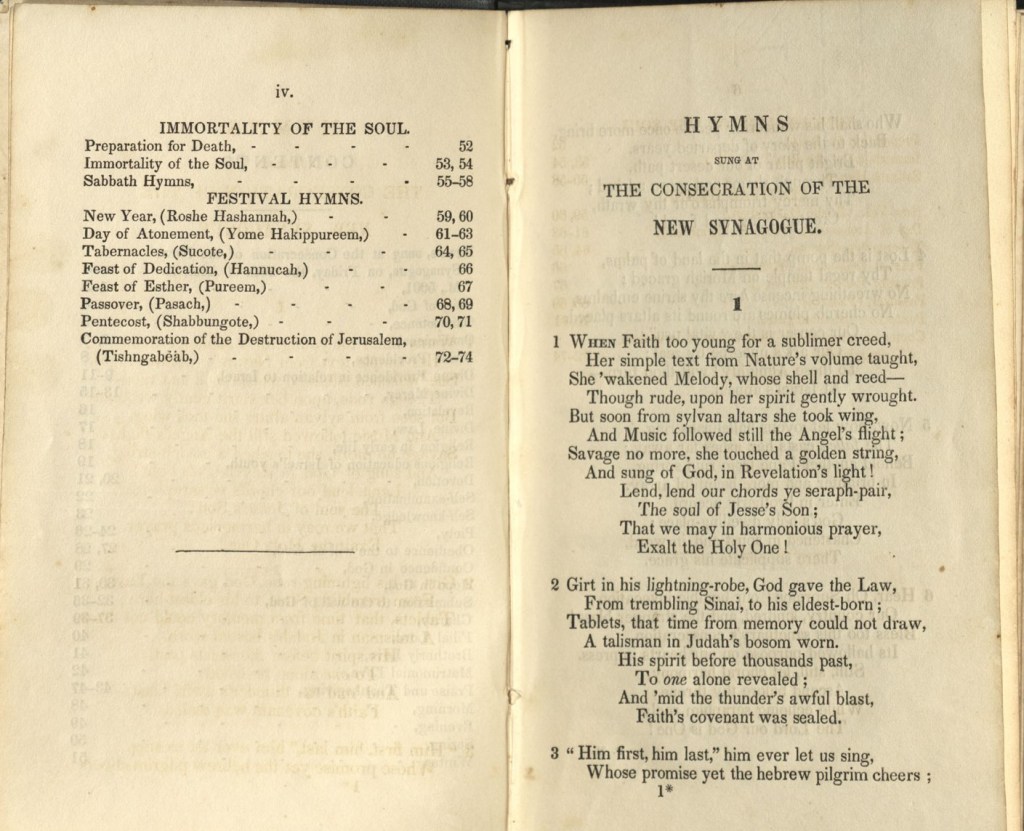 iv.
IMMORTALITY OF THE SOUL.
Preparation for Death, - - - - 52
Immortality of the Soul, - - - 53, 54
Sabbath Hymns, - - - - 55–58
FESTIVAL HYMNS.
New Year, (Roshe Hashannah,) - - 59, 60
Day of Atonement, (Yome Hakippureem,) - 61–63
Tabernacles, (Sucote,) - - - - 64, 65
Feast of Dedication, (Hannucah,) - - 66
Feast of Esther, (Pureem,) - - 67
Passover, (Pasach,) - - - - 68, 69
Pentecost, (Shabbungote,) - - - 70, 71
Commemoration of the Destruction of Jerusalem,
(Tishngabeàb,) - - - - 72–74
HYMNS
SUNG AT
THE CONSECRATION OF THE
NEW SYNAGOGUE.
1
1 WHEN Faith too young for a sublimer creed,
Her simple text from Nature's volume taught,
She 'wakened Melody, whose shell and reed—
Though rude, upon her spirit gently wrought.
But soon from sylvan altars she took wing,
And Music followed still the Angel's flight;
Savage no more, she touched a golden string,
And sung of God, in Revelation's light!
Lend, lend our chords ye seraph-pair,
The soul of Jesse's Son;
That we may in harmonious prayer,
Exalt the Holy One!
2 Girt in his lightning-robe, God gave the Law,
From trembling Sinai, to his eldest-born;
Tablets, that time from memory could not draw,
A talisman in Judah's bosom worn.
His spirit before thousands past,
To one alone revealed;
And 'mid the thunder's awful blast,
Faith's covenant was sealed.
3 "Him first, him last," him ever let us sing,
Whose promise yet the hebrew pilgrim cheers;
1*